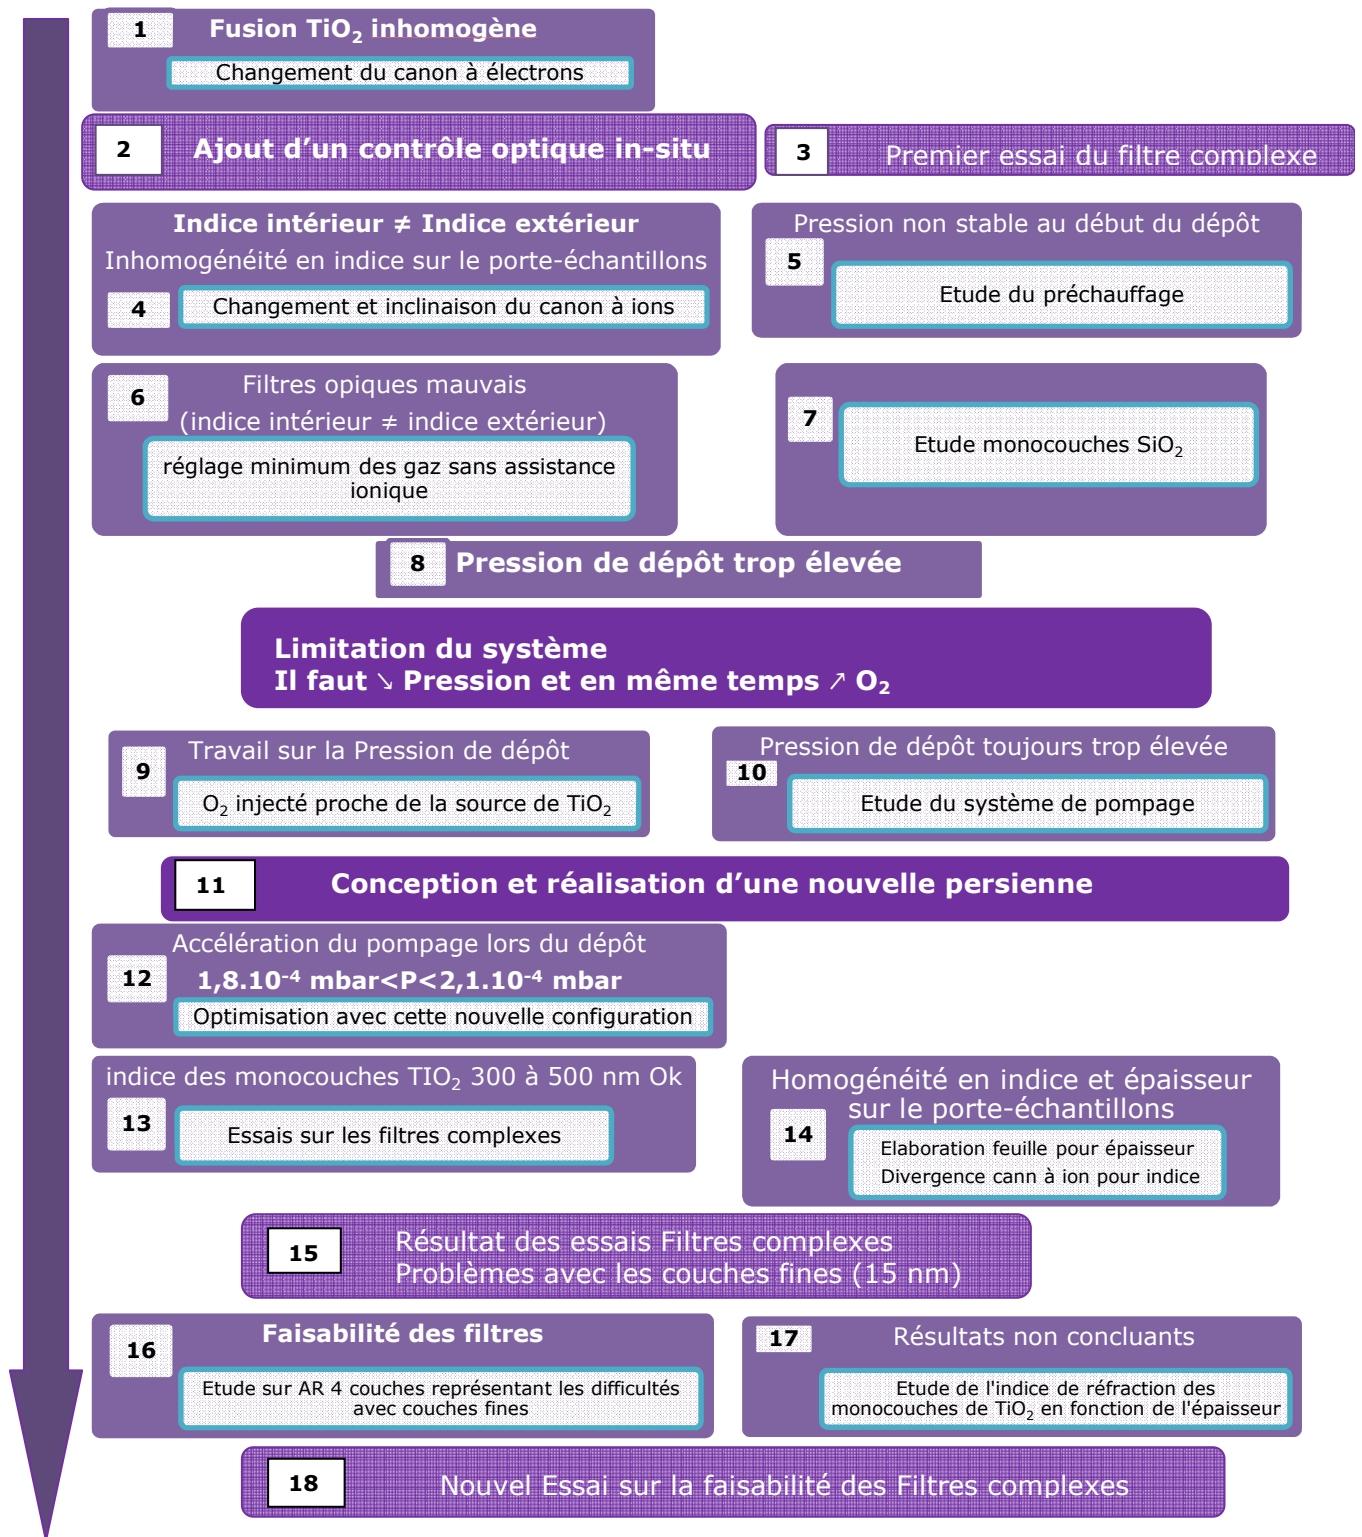 1
Fusion TiO₂ inhomogène
Changement du canon à électrons
2
Ajout d’un contrôle optique in-situ
3
Premier essai du filtre complexe
Indice intérieur ≠ Indice extérieur
Inhomogénéité en indice sur le porte-échantillons
4
Changement et inclinaison du canon à ions
Pression non stable au début du dépôt
5
Etude du préchauffage
6
Filtres opiques mauvais
(indice intérieur ≠ indice extérieur)
réglage minimum des gaz sans assistance
ionique
7
Etude monocouches SiO₂
8
Pression de dépôt trop élevée
Limitation du système
Il faut ↘ Pression et en même temps ↗ O₂
9
Travail sur la Pression de dépôt
O₂ injecté proche de la source de TiO₂
Pression de dépôt toujours trop élevée
10
Etude du système de pompage
11
Conception et réalisation d’une nouvelle persienne
Accélération du pompage lors du dépôt
12
1,8.10⁻⁴ mbar<P<2,1.10⁻⁴ mbar
Optimisation avec cette nouvelle configuration
indice des monocouches TIO₂ 300 à 500 nm Ok
13
Essais sur les filtres complexes
Homogénéité en indice et épaisseur
sur le porte-échantillons
14
Elaboration feuille pour épaisseur
Divergence cann à ion pour indice
15
Résultat des essais Filtres complexes
Problèmes avec les couches fines (15 nm)
16
Faisabilité des filtres
Etude sur AR 4 couches représentant les difficultés
avec couches fines
17
Résultats non concluants
Etude de l'indice de réfraction des
monocouches de TiO₂ en fonction de l'épaisseur
18
Nouvel Essai sur la faisabilité des Filtres complexes